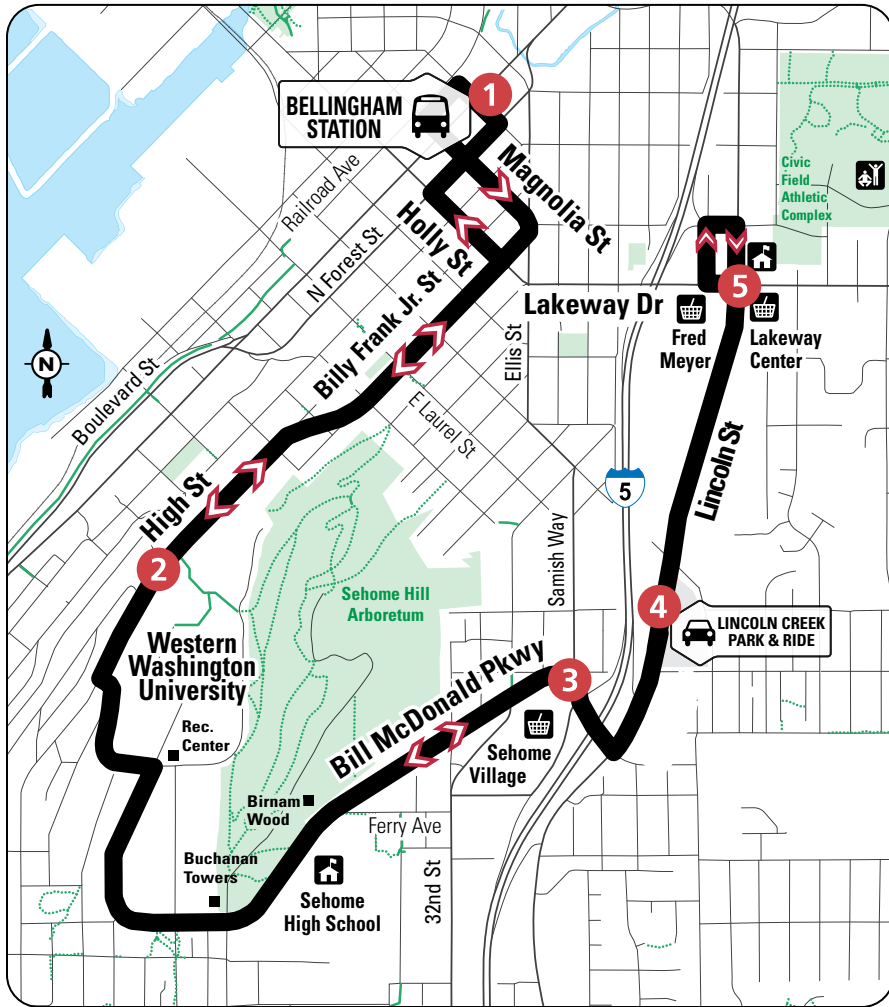 1
BELLINGHAM
STATION
Magnolia St
Railroad Ave
Holly St
N Forest St
Civic
Field
Athletic
Complex
Billy Frank Jr. St
Lakeway Dr
5
Fred
Meyer
Lakeway
Center
Ellis St
N
Boulevard St
E Laurel St
Lincoln St
High St
5
Samish Way
2
Sehome Hill
Arboretum
4
LINCOLN CREEK
PARK & RIDE
Western
Washington
University
Bill McDonald Pkwy
3
Rec.
Center
Sehome
Village
Birnam
Wood
Ferry Ave
Buchanan
Towers
Sehome
High School
32nd St